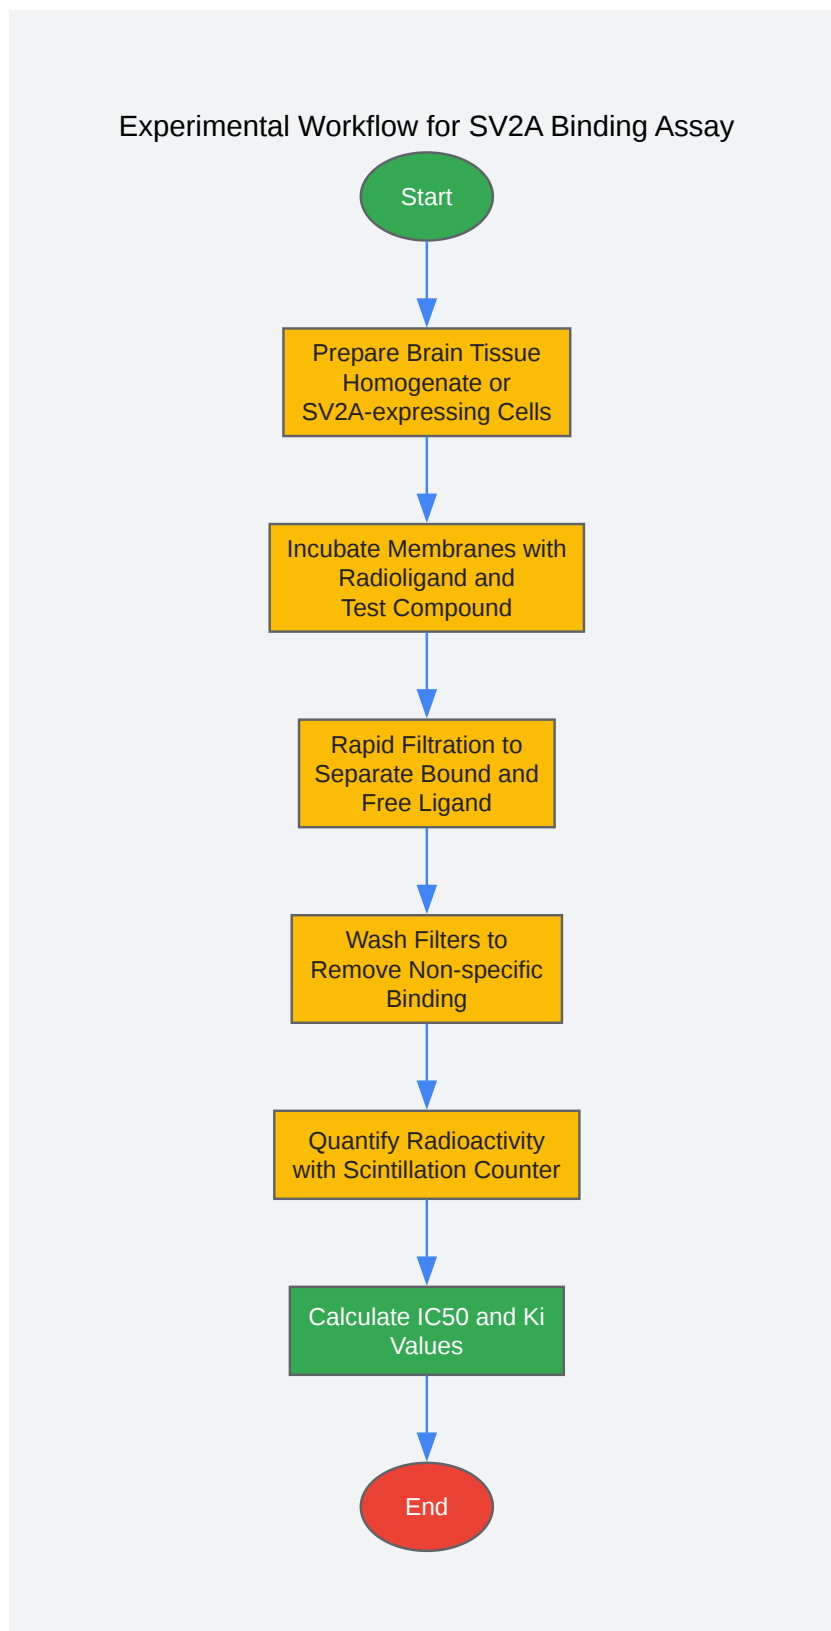 Experimental Workflow for SV2A Binding Assay
Start
Prepare Brain Tissue
Homogenate or
SV2A-expressing Cells
Incubate Membranes with
Radioligand and
Test Compound
Rapid Filtration to
Separate Bound and
Free Ligand
Wash Filters to
Remove Non-specific
Binding
Quantify Radioactivity
with Scintillation Counter
Calculate IC50 and Ki
Values
End